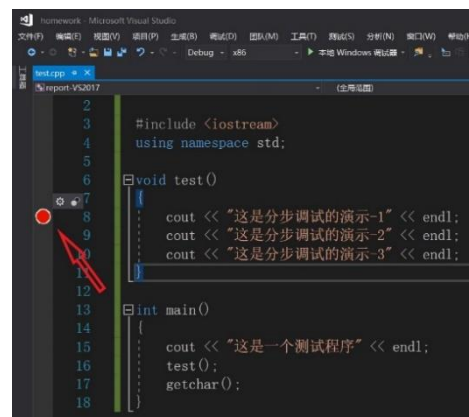 homework - Microsoft Visual Studio
文件(F) 编辑(E) 视图(V) 项目(P) 生成(B) 调试(D) 团队(M) 工具(T) 测试(S) 分析(N) 窗口(W) 帮助(H
Debug x86 本地 Windows 调试器
test.cpp
report-VS2017 (全局范围)
2
3 #include <iostream>
4 using namespace std;
5
6 void test()
7 {
8 cout << "这是分步调试的演示-1" << endl;
9 cout << "这是分步调试的演示-2" << endl;
10 cout << "这是分步调试的演示-3" << endl;
11 }
12
13 int main()
14 {
15 cout << "这是一个测试程序" << endl;
16 test();
17 getchar();
18 }